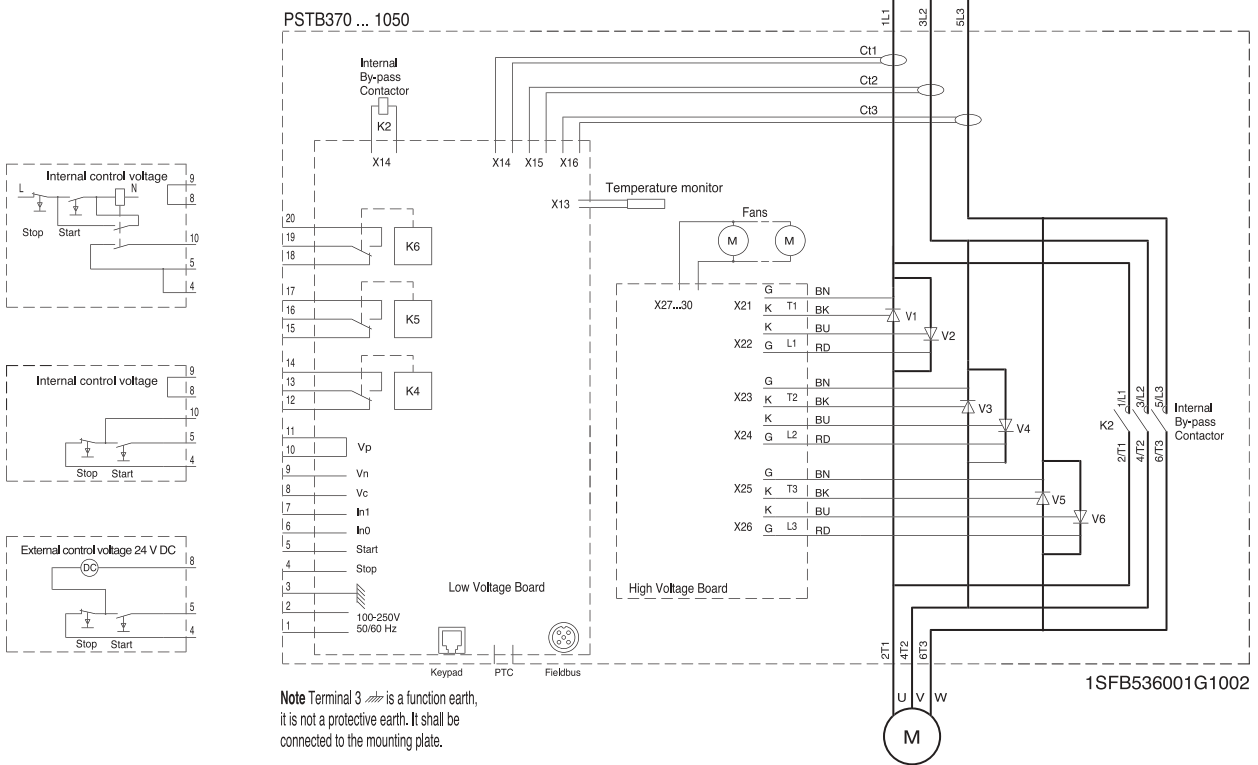 PSTB370 ... 1050
1L1
3L2
5L3
Ct1
Ct2
Ct3
Internal
By-pass
Contactor
K2
X14
X14
X15
X16
X13
Temperature monitor
Internal control voltage
L
N
Stop
Start
9
8
10
5
4
20
19
18
K6
17
16
15
K5
14
13
12
K4
Fans
M
M
X27...30
X21
G
BN
K
T1
BK
X22
K
BU
G
L1
RD
V1
V2
X23
G
BN
K
T2
BK
X24
K
BU
G
L2
RD
V3
V4
X25
G
BN
K
T3
BK
X26
K
BU
G
L3
RD
V5
V6
K2
1/L1
3/L2
5/L3
2/T1
4/T2
6/T3
Internal
By-pass
Contactor
Internal control voltage
9
8
10
5
4
Stop
Start
11
10
Vp
9
Vn
8
Vc
7
In1
6
In0
5
Start
4
Stop
3
2
1
100-250V
50/60 Hz
Low Voltage Board
High Voltage Board
External control voltage 24 V DC
DC
8
5
4
Stop
Start
Keypad
PTC
Fieldbus
2T1
4T2
6T3
U
V
W
M
1SFB536001G1002
Note Terminal 3 is a function earth,
it is not a protective earth. It shall be
connected to the mounting plate.